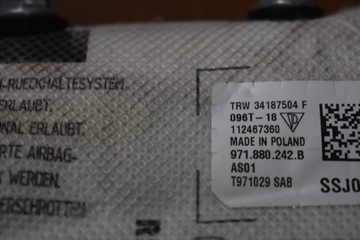 -RUECKHALTESYSTEM
ERLAUBT.
NAL ERLAUBT.
RTE AIRBAG-
K WERDEN.
ERSCHROTTEN
TRW 34187504 F
096T-18
112467360
MADE IN POLAND
971.880.242.B
AS01
T971029 SAB
SSJ0